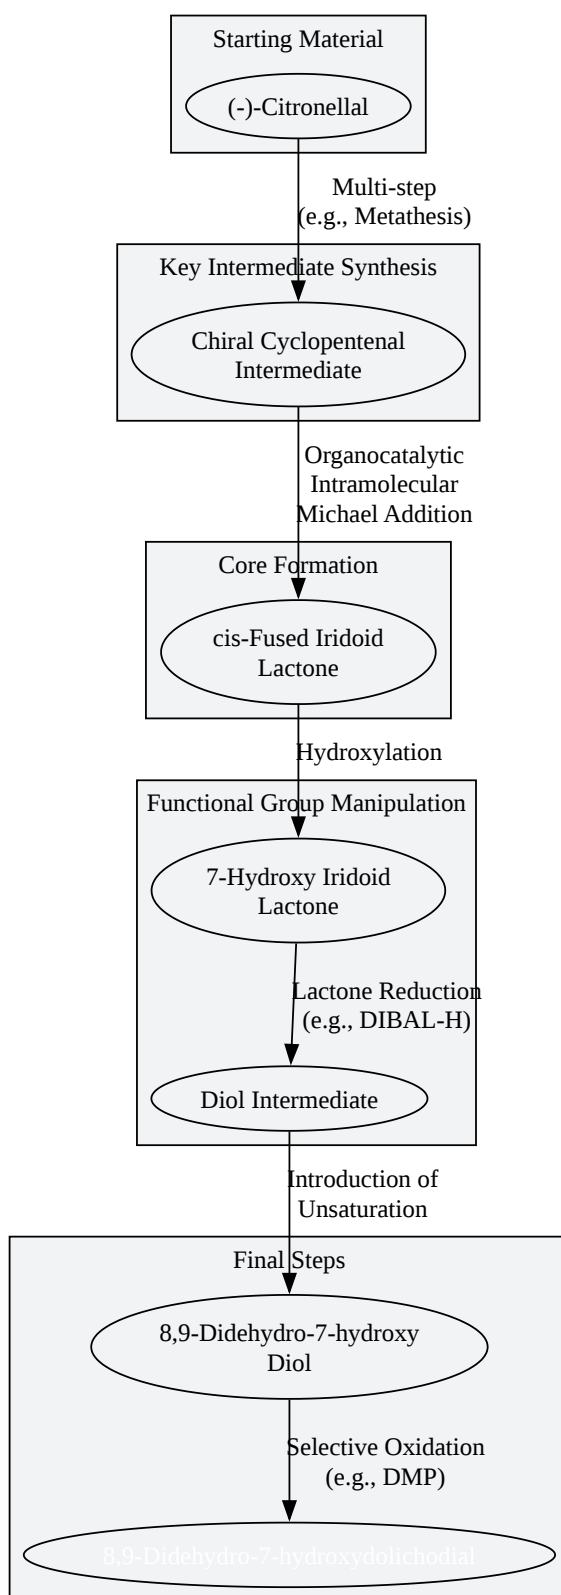 Starting Material
(-)-Citronellal
Multi-step
(e.g., Metathesis)
Key Intermediate Synthesis
Chiral Cyclopentenal
Intermediate
Organocatalytic
Intramolecular
Michael Addition
Core Formation
cis-Fused Iridoid
Lactone
Hydroxylation
Functional Group Manipulation
7-Hydroxy Iridoid
Lactone
Lactone Reduction
(e.g., DIBAL-H)
Diol Intermediate
Introduction of
Unsaturation
Final Steps
8,9-Didehydro-7-hydroxy
Diol
Selective Oxidation
(e.g., DMP)
8,9-Didehydro-7-hydroxydolichodial